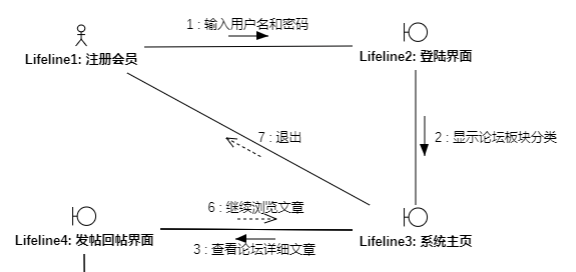 1 : 输入用户名和密码
Lifeline1: 注册会员
Lifeline2: 登陆界面
7 : 退出
2 : 显示论坛板块分类
6 : 继续浏览文章
Lifeline4: 发帖回帖界面
Lifeline3: 系统主页
3 : 查看论坛详细文章